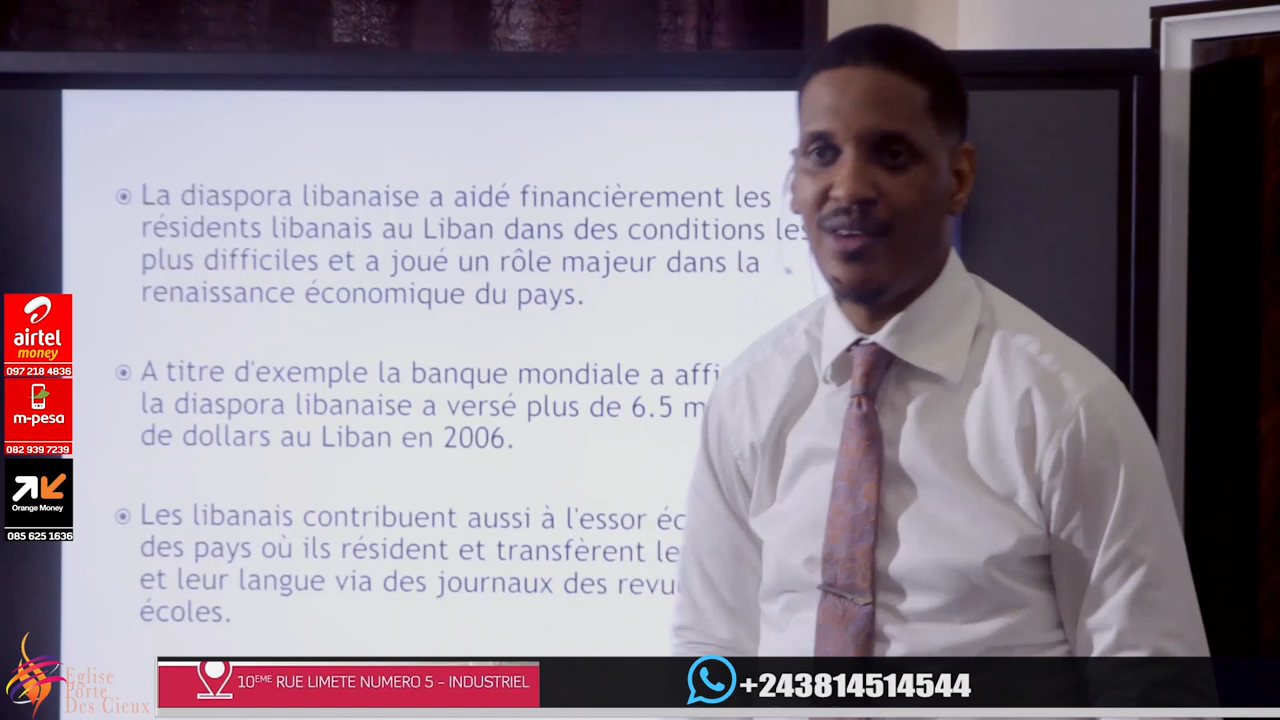 La diaspora libanaise a aidé financièrement les
résidents libanais au Liban dans des conditions les
plus difficiles et a joué un rôle majeur dans la
renaissance économique du pays.
A titre d'exemple la banque mondiale a
la diaspora libanaise a versé plus de 6.5
de dollars au Liban en 2006.
Les libanais contribuent aussi à l'essor
des pays où ils résident et transfèrent
et leur langue via des journaux des
écoles.
airtel
money
097 218 4836
m-pesa
082 939 7239
Orange Money
085 625 1636
Eglise
Porte
Des Cieux
10EME RUE LIMETE NUMERO 5 - INDUSTRIEL
+243814514544